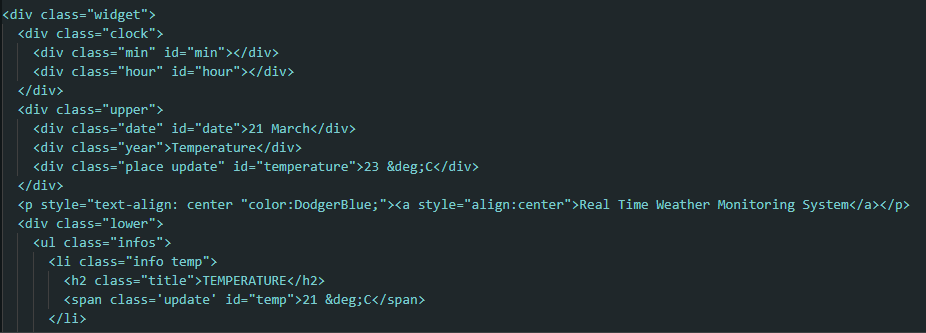 <div class="widget">
<div class="clock">
<div class="min" id="min"></div>
<div class="hour" id="hour"></div>
</div>
<div class="upper">
<div class="date" id="date">21 March</div>
<div class="year">Temperature</div>
<div class="place update" id="temperature">23 &deg;C</div>
</div>
<p style="text-align: center "color:DodgerBlue;"><a style="align:center">Real Time Weather Monitoring System</a></p>
<div class="lower">
<ul class="infos">
<li class="info temp">
<h2 class="title">TEMPERATURE</h2>
<span class='update' id="temp">21 &deg;C</span>
</li>